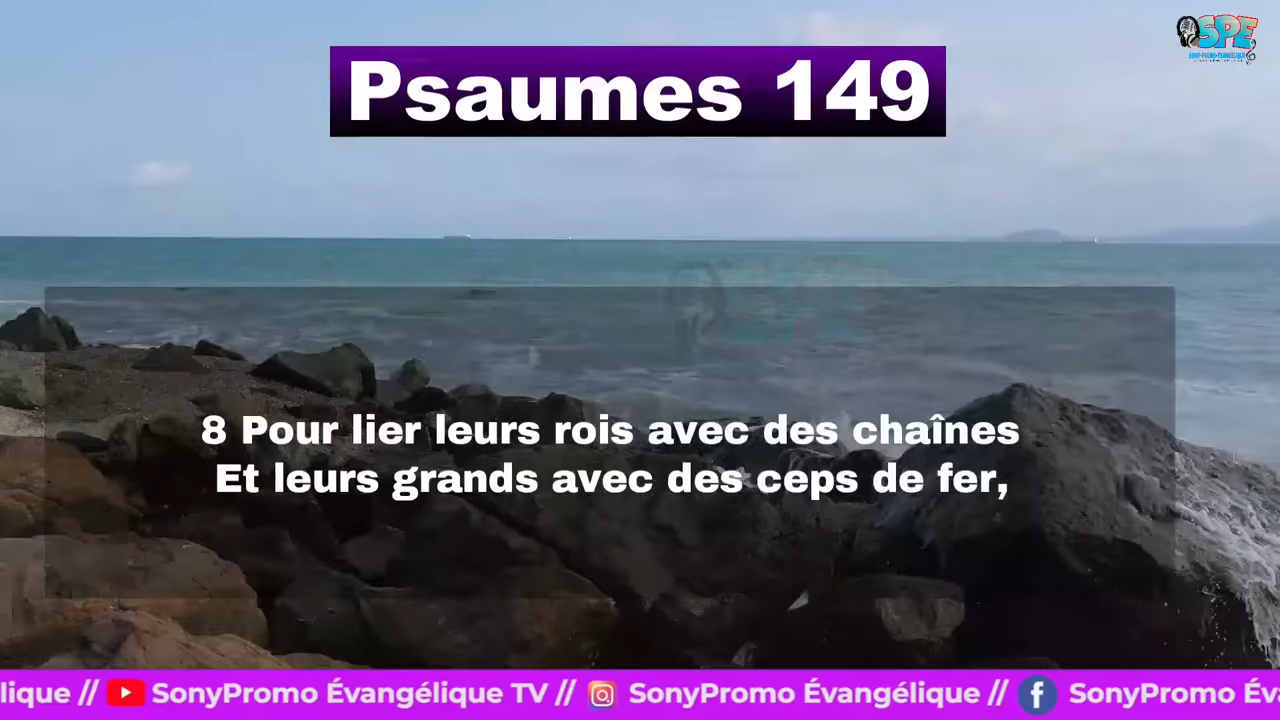 SPE
Psaumes 149
8 Pour lier leurs rois avec des chaînes
Et leurs grands avec des ceps de fer,
lique // SonyPromo Évangélique TV // SonyPromo Évangélique // SonyPromo Éva